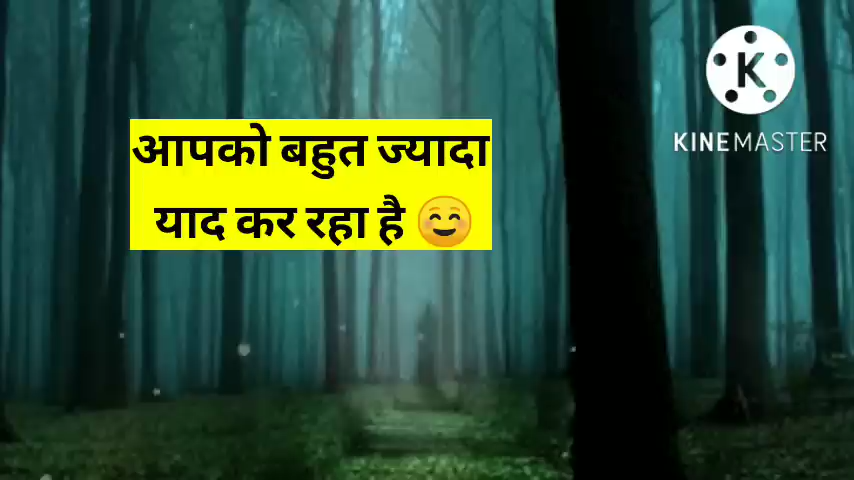 आपको बहुत ज्यादा
याद कर रहा है ☺️
K
KINEMASTER